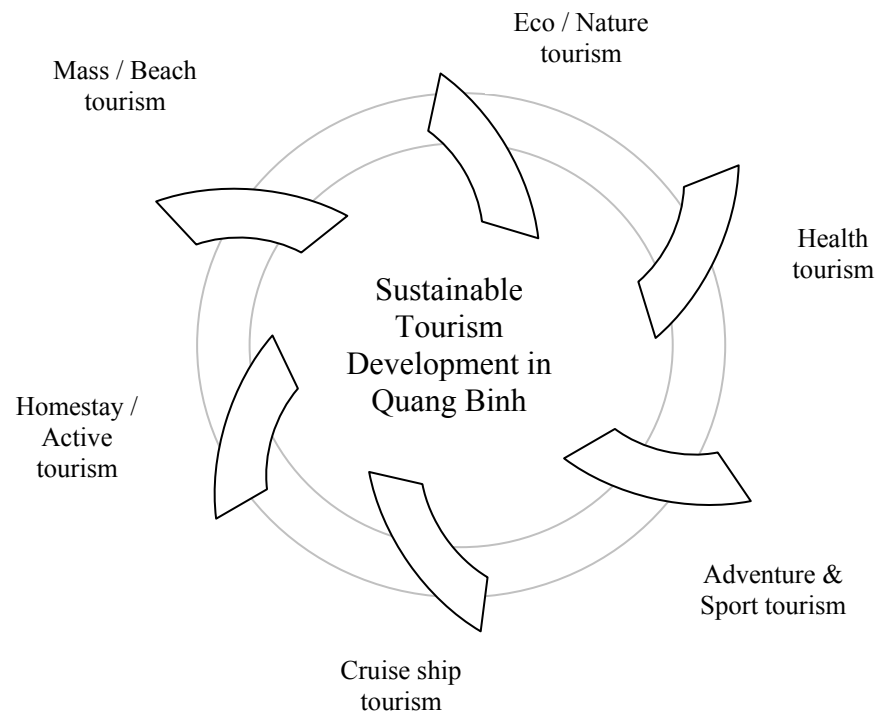 Eco / Nature
tourism
Mass / Beach
tourism
Health
tourism
Sustainable
Tourism
Development in
Quang Binh
Homestay /
Active
tourism
Adventure &
Sport tourism
Cruise ship
tourism